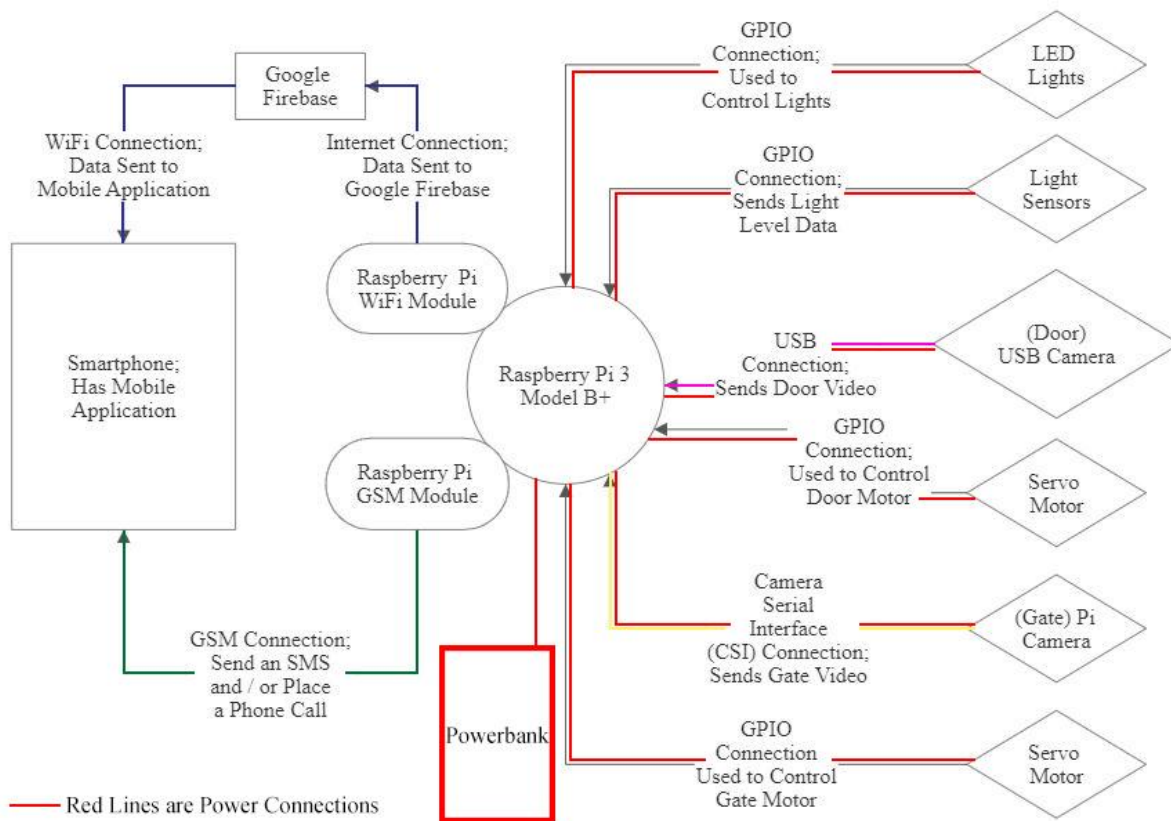 GPIO
Connection;
Used to
Control Lights
LED
Lights
Google
Firebase
WiFi Connection;
Data Sent to
Mobile Application
Internet Connection;
Data Sent to
Google Firebase
GPIO
Connection;
Sends Light
Level Data
Light
Sensors
Raspberry Pi
WiFi Module
Smartphone;
Has Mobile
Application
Raspberry Pi 3
Model B+
USB
Connection;
Sends Door Video
(Door)
USB Camera
GPIO
Connection;
Used to Control
Door Motor
Servo
Motor
Raspberry Pi
GSM Module
Camera
Serial
Interface
(CSI) Connection;
Sends Gate Video
(Gate) Pi
Camera
GSM Connection;
Send an SMS
and / or Place
a Phone Call
Powerbank
GPIO
Connection
Used to Control
Gate Motor
Servo
Motor
Red Lines are Power Connections